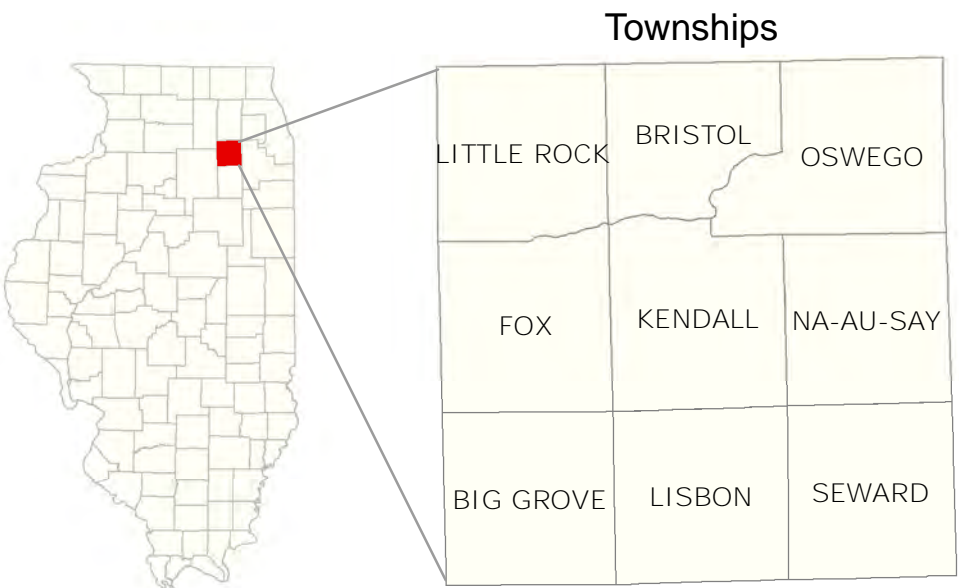 Townships
LITTLE ROCK
BRISTOL
OSWEGO
FOX
KENDALL
NA-AU-SAY
BIG GROVE
LISBON
SEWARD